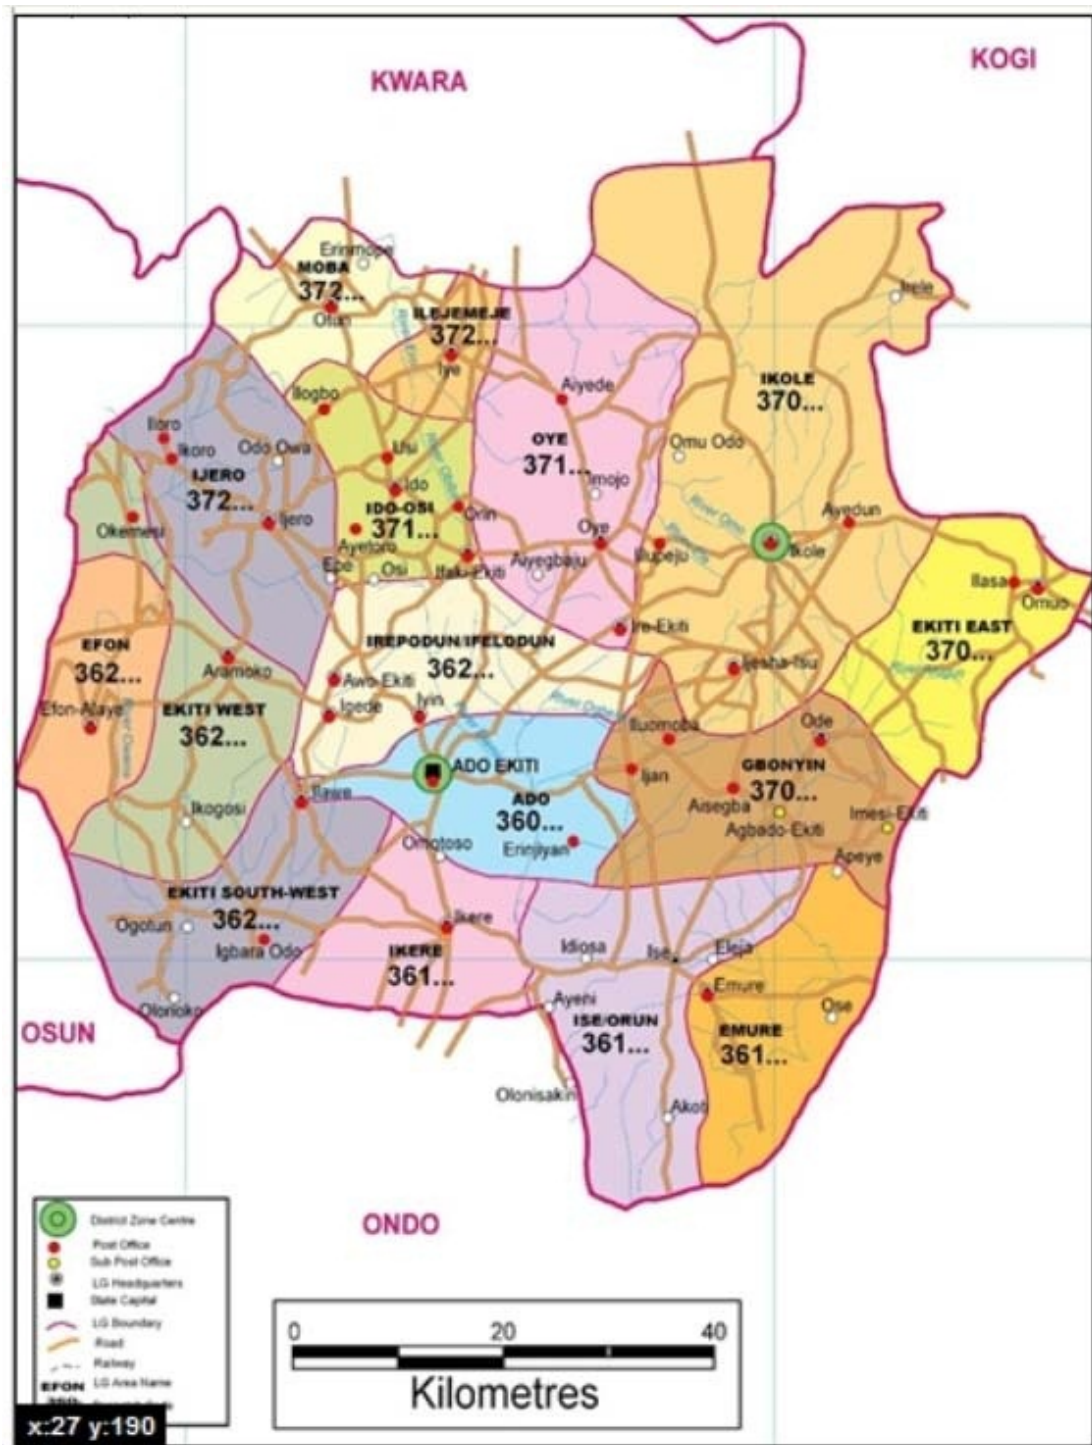 KWARA
KOGI
Erinmope
MOBA
372...
Otun
ILEJEMEJE
372...
Iye
Irele
IKOLE
370...
Ilogbo
Aiyede
Iloro
Ikoro
Odo Owa
Usi
OYE
371...
Omu Odo
IJERO
372...
Ido
Imojo
River Omo
Okemesi
Ijero
IDO-OSI
371...
Orin
Ayetoro
Oye
Ayedun
Ilupeju
Ikole
Epe
Osi
Ifaki-Ekiti
Aiyegbaju
Ilasa
Omuo
EKITI EAST
370...
EFON
362...
IREPODUN/IFELODUN
362...
Ire-Ekiti
Ijesha-Isu
Aramoko
Awo-Ekiti
Efon-Alaye
EKITI WEST
362...
Igede
Iyin
Iluomoba
Ode
ADO EKITI
Ijan
GBONYIN
370...
Ilawe
ADO
360...
Aisegba
Ikogosi
Agbado-Ekiti
Imesi-Ekiti
Erinjiyan
Omotoso
Apeye
EKITI SOUTH-WEST
362...
Ogotun
Igbara Odo
Ikere
IKERE
361...
Idiosa
Ise
Eleja
Emure
Olorioko
Ayeni
ISE/ORUN
361...
EMURE
361...
Ose
OSUN
Olonisakin
Akoti
ONDO
District Zone Centre
Post Office
Sub Post Office
LG Headquarters
State Capital
LG Boundary
Road
Railway
EFON LG Area Name
0 20 40
Kilometres
x:27 y:190